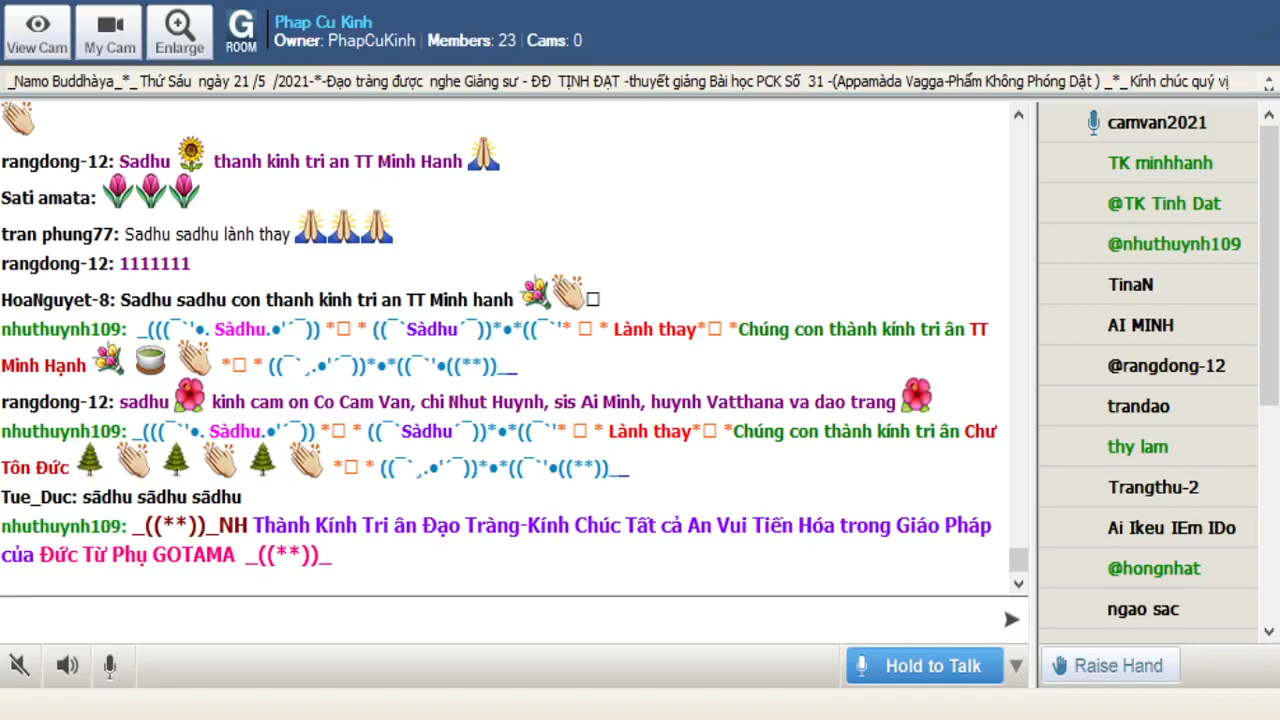 View Cam
My Cam
Enlarge
G
ROOM
Phap Cu Kinh
Owner: PhapCuKinh | Members: 23 | Cams: 0
_Namo Buddhàya_*_ Thứ Sáu ngày 21 /5 /2021-*-Đạo tràng được nghe Giảng sư - ĐĐ TỊNH ĐẠT -thuyết giảng Bài học PCK Số 31 -(Appamàda Vagga-Phẩm Không Phóng Dật ) _*_ Kính chúc quý vị
rangdong-12: Sadhu 🌻 thanh kinh tri an TT Minh Hanh 🙏
Sati amata: 🌷🌷🌷
tran phung77: Sadhu sadhu lành thay 🙏🙏🙏
rangdong-12: 1111111
HoaNguyet-8: Sadhu sadhu con thanh kinh tri an TT Minh hanh 💐👏□
nhuthuynh109: _(((¯`'●. Sàdhu.●'´¯)) *□ * ((¯`Sàdhu´¯))*●*((¯`'* □ * Lành thay*□ *Chúng con thành kính tri ân TT
Minh Hạnh 💐 🍵 👏 *□ * ((¯`¸.●'´¯))*●*((¯`'●((**))__
rangdong-12: sadhu 🌺 kinh cam on Co Cam Van, chi Nhut Huynh, sis Ai Minh, huynh Vatthana va dao trang 🌺
nhuthuynh109: _(((¯`'●. Sàdhu.●'´¯)) *□ * ((¯`Sàdhu´¯))*●*((¯`'* □ * Lành thay*□ *Chúng con thành kính tri ân Chư
Tôn Đức 🌲 👏 🌲 👏 🌲 👏 *□ * ((¯`¸.●'´¯))*●*((¯`'●((**))__
Tue_Duc: sādhu sādhu sādhu
nhuthuynh109: _((**))_NH Thành Kính Tri ân Đạo Tràng-Kính Chúc Tất cả An Vui Tiến Hóa trong Giáo Pháp
của Đức Từ Phụ GOTAMA _((**))_
Hold to Talk
camvan2021
TK minhhanh
@TK Tinh Dat
@nhuthuynh109
TinaN
AI MINH
@rangdong-12
trandao
thy lam
Trangthu-2
Ai Ikeu IEm IDo
@hongnhat
ngao sac
Raise Hand